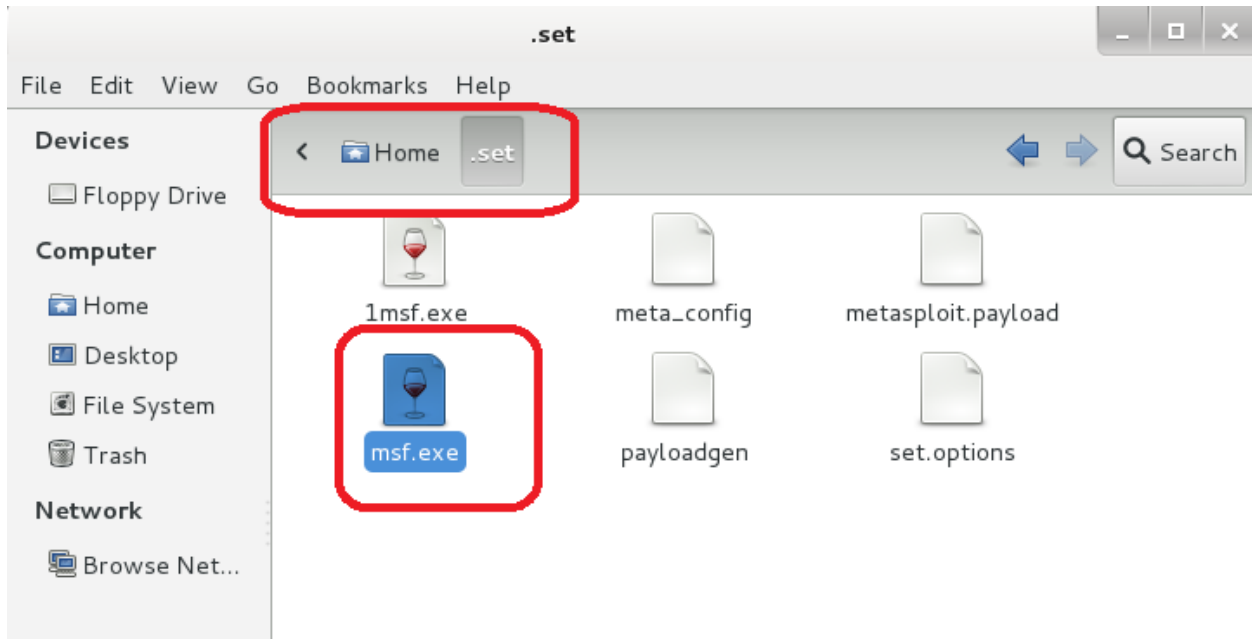 .set
File Edit View Go Bookmarks Help
Devices
Floppy Drive
Computer
Home
Desktop
File System
Trash
Network
Browse Net...
Home .set
Search
1msf.exe meta_config metasploit.payload
msf.exe payloadgen set.options